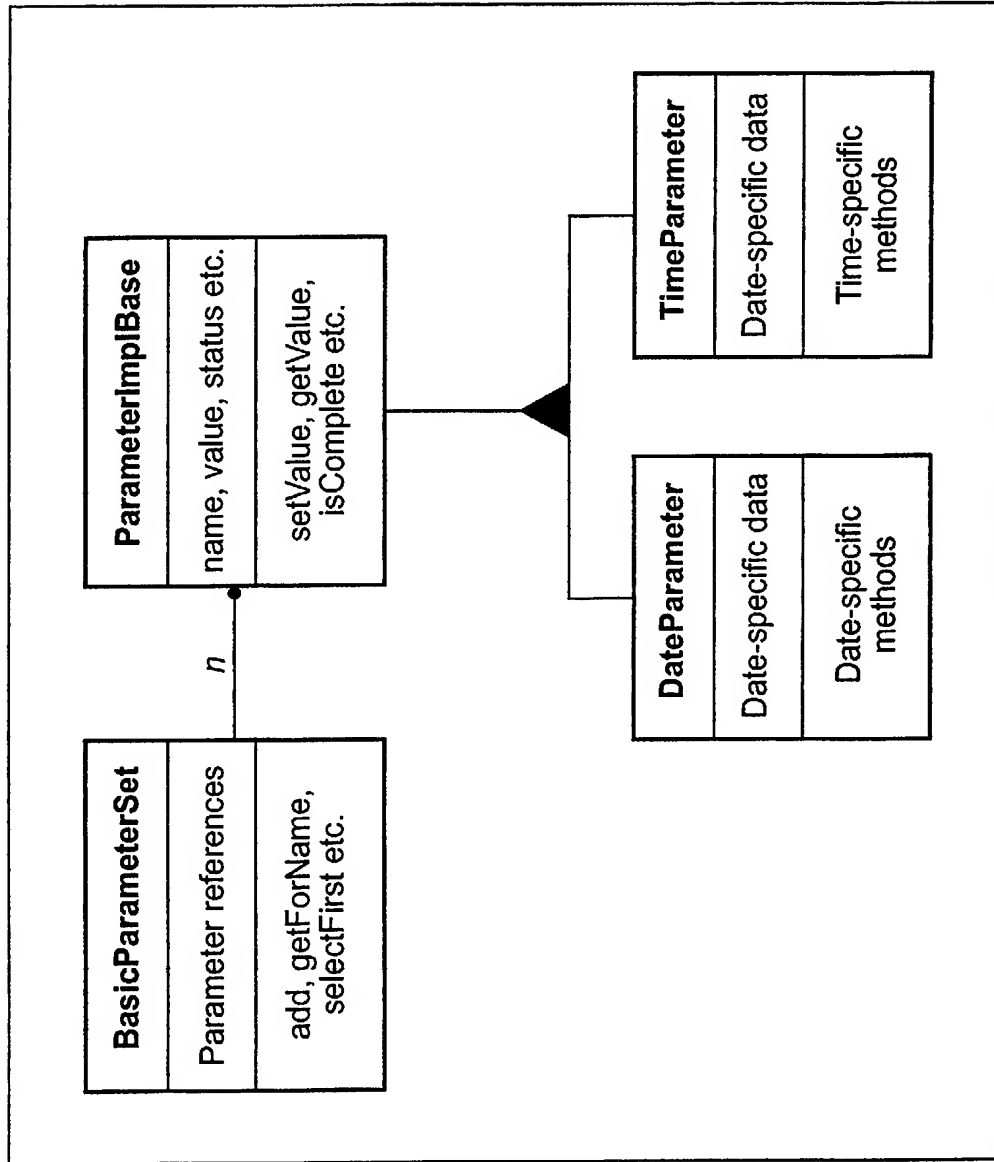 BasicParameterSet
Parameter references
add, getForName,
selectFirst etc.
n
ParameterImplBase
name, value, status etc.
setValue, getValue,
isComplete etc.
DateParameter
Date-specific data
Date-specific
methods
TimeParameter
Date-specific data
Time-specific
methods